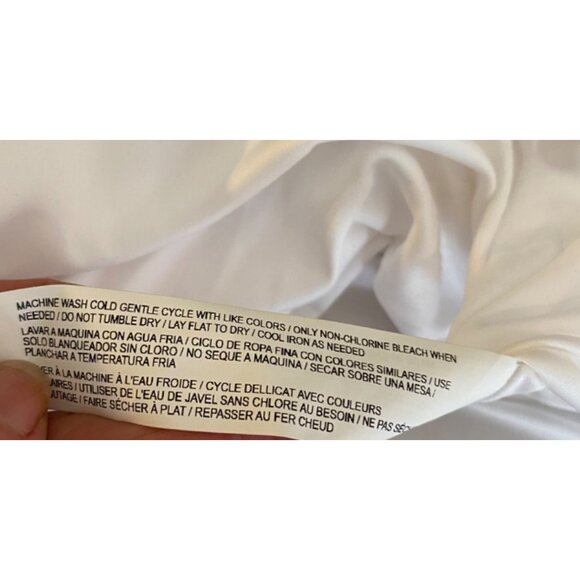 MACHINE WASH COLD GENTLE CYCLE WITH LIKE COLORS / ONLY NON-CHLORINE BLEACH WHEN
NEEDED / DO NOT TUMBLE DRY / LAY FLAT TO DRY / COOL IRON AS NEEDED
LAVAR A MAQUINA CON AGUA FRIA / CICLO DE ROPA FINA CON COLORES SIMILARES / USE
SOLO BLANQUEADOR SIN CLORO / NO SEQUE A MAQUINA / SECAR SOBRE UNA MESA /
PLANCHAR A TEMPERATURA FRIA
À LA MACHINE À L'EAU FROIDE / CYCLE DELLICAT AVEC COULEURS
/ UTILISER DE L'EAU DE JAVEL SANS CHLORE AU BESOIN / NE PAS
/ FAIRE SÉCHER À PLAT / REPASSER AU FER CHEUD